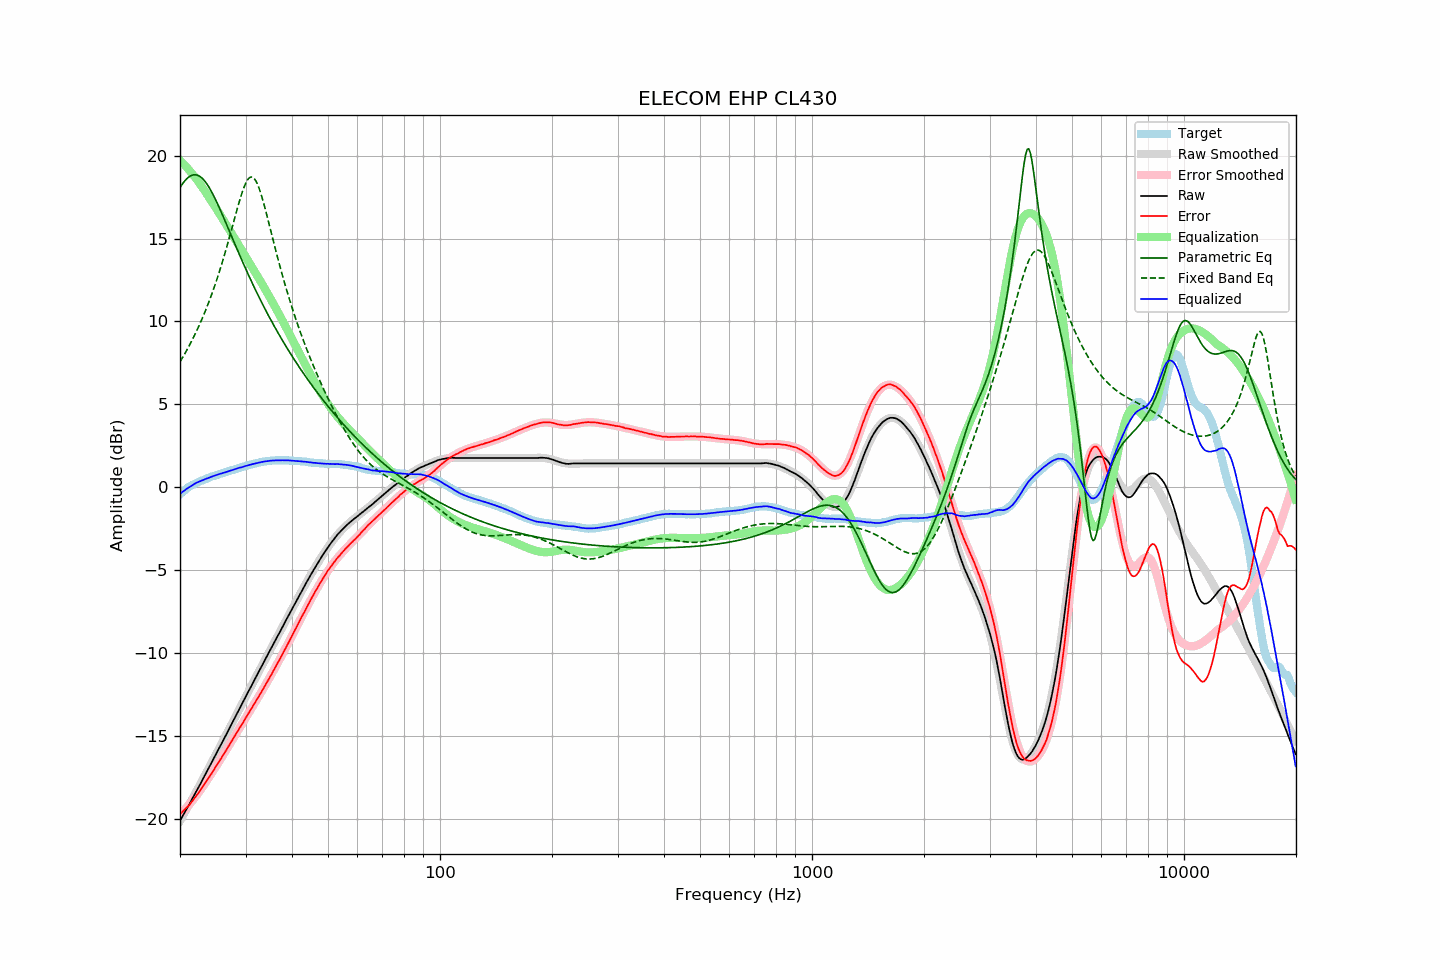 ELECOM EHP CL430
Target
Raw Smoothed
Error Smoothed
Raw
Error
Equalization
Parametric Eq
Fixed Band Eq
Equalized
20
15
10
5
0
−5
−10
−15
−20
Amplitude (dBr)
100
1000
10000
Frequency (Hz)